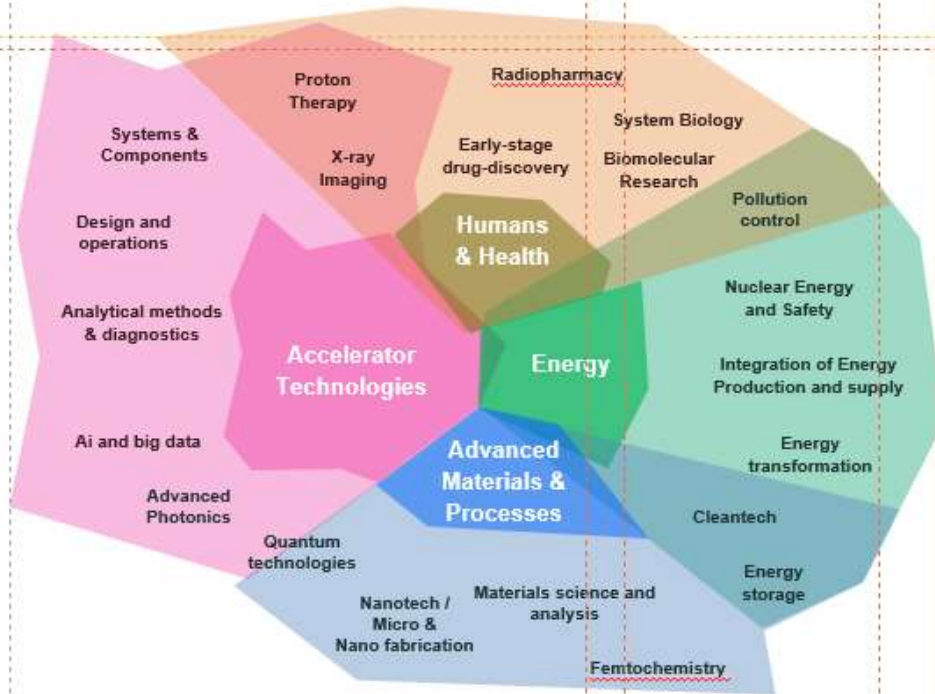 Proton
Therapy
Radiopharmacy
Systems &
Components
System Biology
Early-stage
drug-discovery
X-ray
Imaging
Biomolecular
Research
Pollution
control
Design and
operations
Humans
& Health
Nuclear Energy
and Safety
Analytical methods
& diagnostics
Accelerator
Technologies
Energy
Integration of Energy
Production and supply
Ai and big data
Energy
transformation
Advanced
Materials &
Processes
Advanced
Photonics
Cleantech
Quantum
technologies
Energy
storage
Materials science and
analysis
Nanotech /
Micro &
Nano fabrication
Femtochemistry